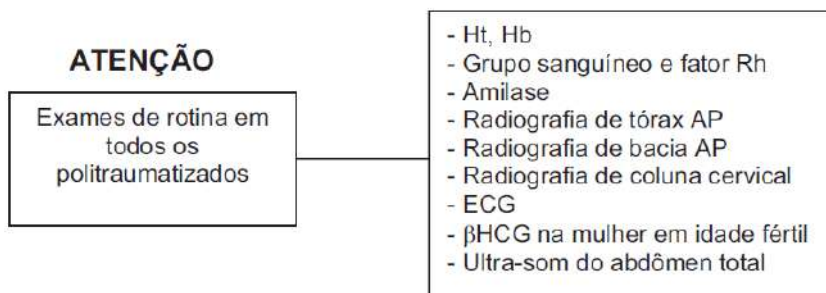 ATENÇÃO
Exames de rotina em
todos os
politraumatizados
- Ht, Hb
- Grupo sanguíneo e fator Rh
- Amilase
- Radiografia de tórax AP
- Radiografia de bacia AP
- Radiografia de coluna cervical
- ECG
- βHCG na mulher em idade fértil
- Ultra-som do abdômen total